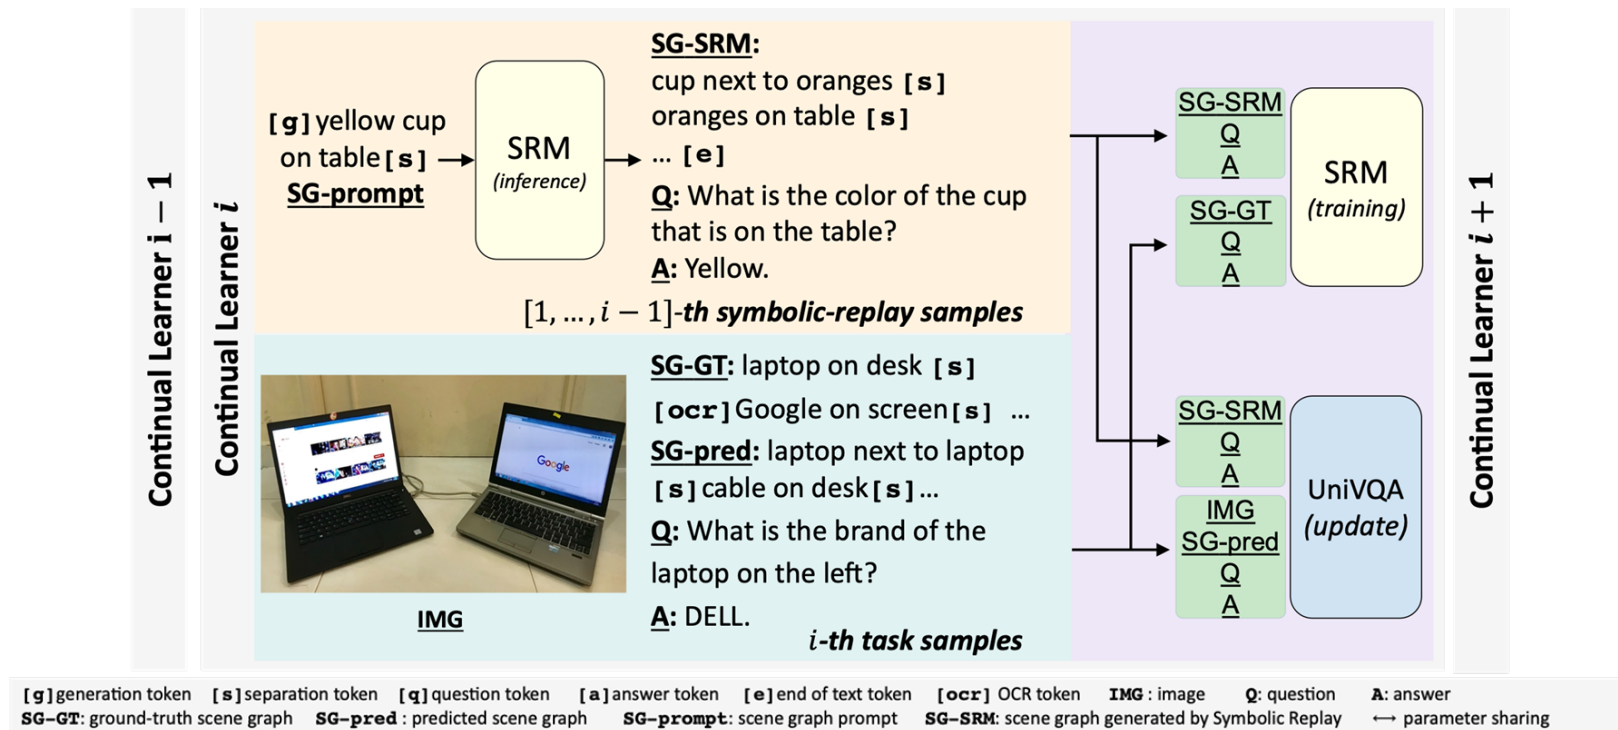 Continual Learner i − 1
Continual Learner i
[g] yellow cup
on table [s]
SG-prompt
SRM
(inference)
SG-SRM:
cup next to oranges [s]
oranges on table [s]
... [e]
Q: What is the color of the cup
that is on the table?
A: Yellow.
[1, ..., i − 1]-th symbolic-replay samples
Google
IMG
SG-GT: laptop on desk [s]
[ocr] Google on screen [s] ...
SG-pred: laptop next to laptop
[s] cable on desk [s] ...
Q: What is the brand of the
laptop on the left?
A: DELL.
i-th task samples
SG-SRM
Q
A
SG-GT
Q
A
SRM
(training)
SG-SRM
Q
A
IMG
SG-pred
Q
A
UniVQA
(update)
Continual Learner i + 1
[g] generation token [s] separation token [q] question token [a] answer token [e] end of text token [ocr] OCR token IMG : image Q: question A: answer
SG-GT: ground-truth scene graph SG-pred : predicted scene graph SG-prompt: scene graph prompt SG-SRM: scene graph generated by Symbolic Replay ⟷ parameter sharing